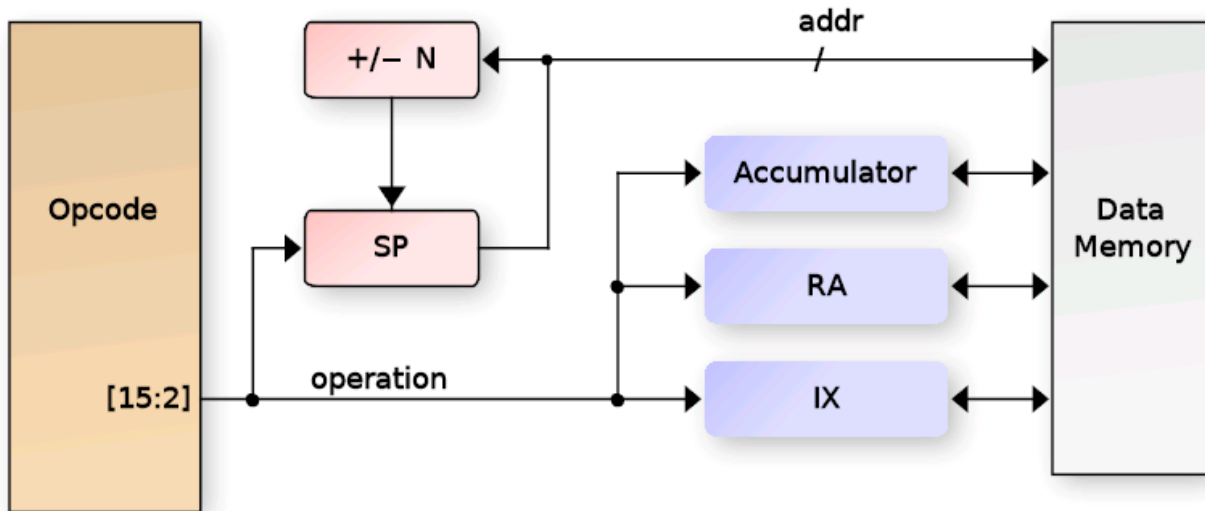 addr
+/− N
Accumulator
Opcode
Data
Memory
SP
RA
operation
[15:2]
IX